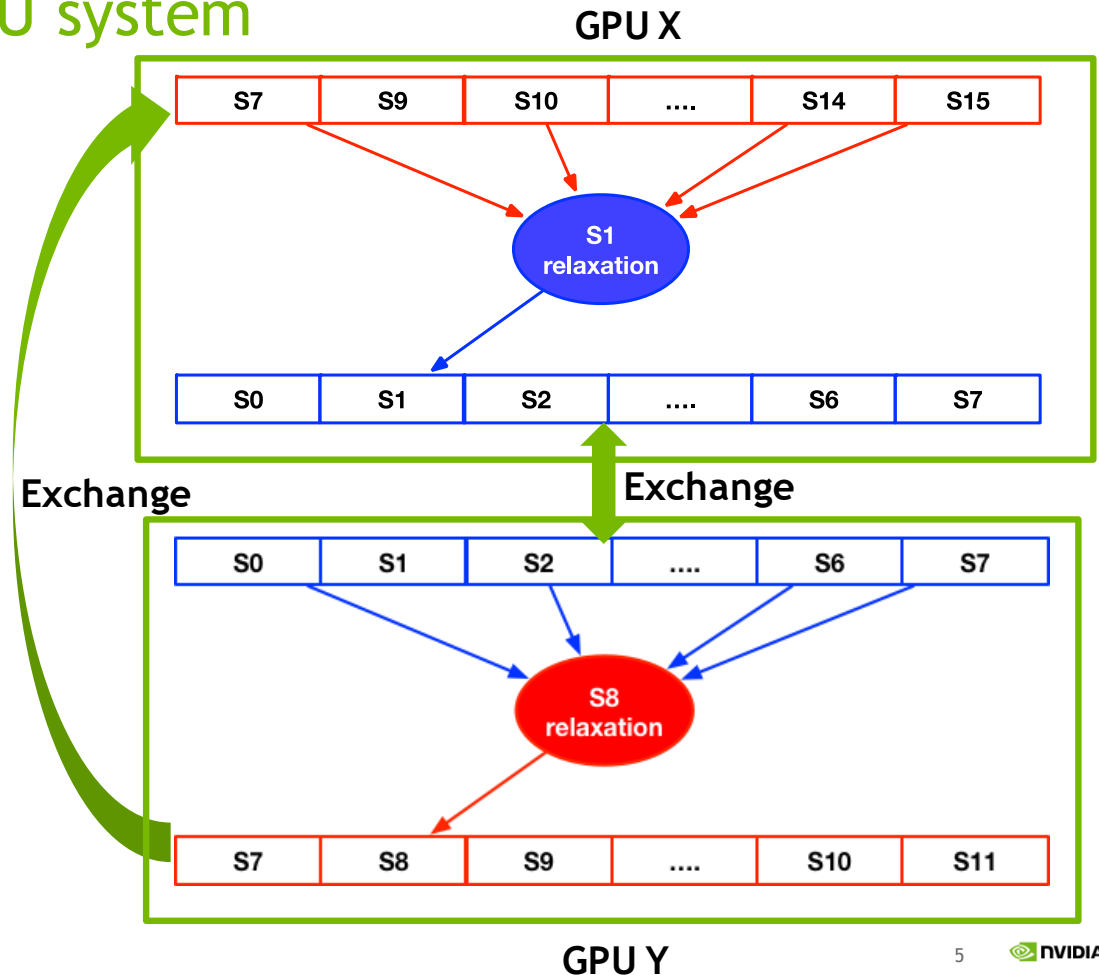 U system
GPU X
S7 S9 S10 .... S14 S15
S1
relaxation
S0 S1 S2 .... S6 S7
Exchange Exchange
S0 S1 S2 .... S6 S7
S8
relaxation
S7 S8 S9 .... S10 S11
GPU Y
5 NVIDIA